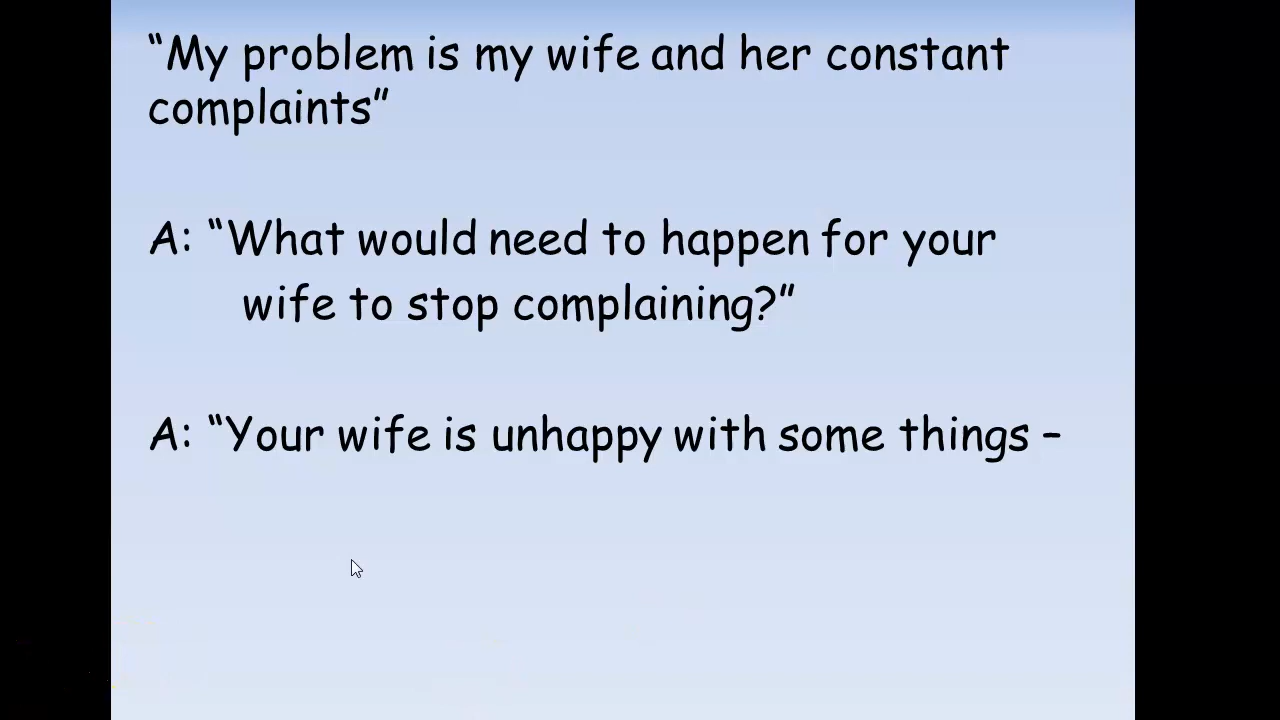 “My problem is my wife and her constant
complaints”
A: “What would need to happen for your
wife to stop complaining?”
A: “Your wife is unhappy with some things –